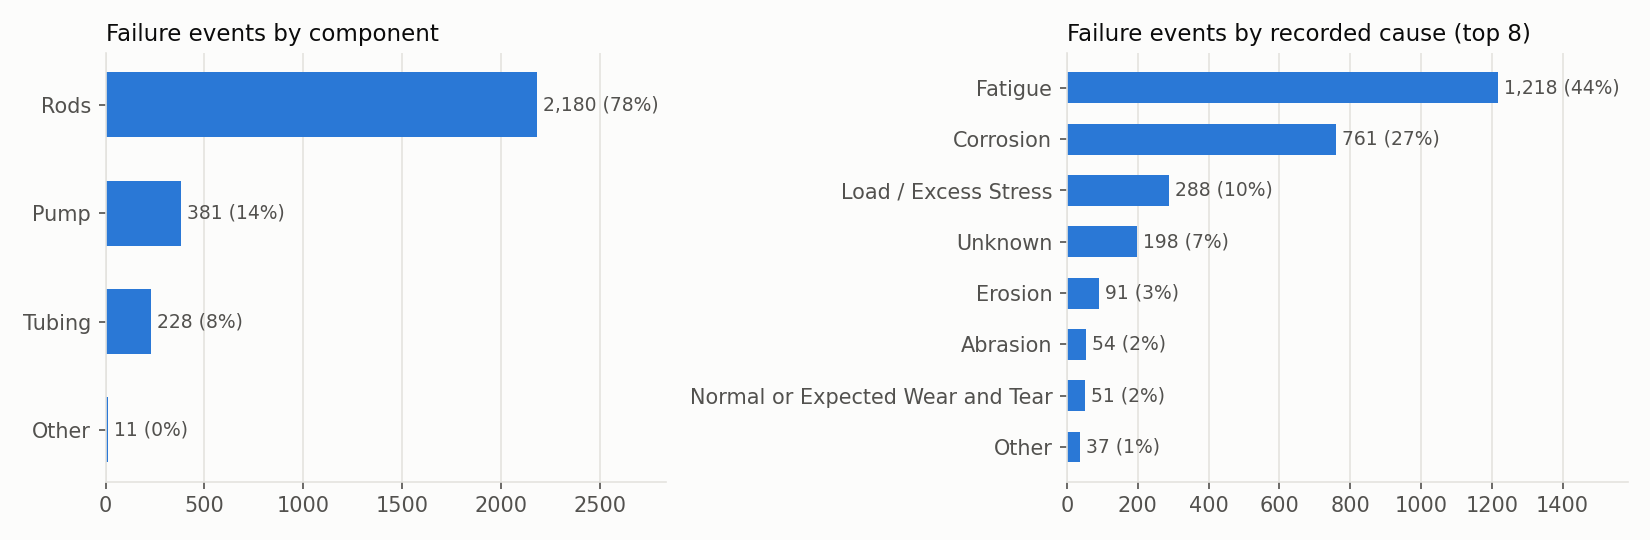 Failure events by component
Rods
2,180 (78%)
Pump
381 (14%)
Tubing
228 (8%)
Other
11 (0%)
0 500 1000 1500 2000 2500
Failure events by recorded cause (top 8)
Fatigue
1,218 (44%)
Corrosion
761 (27%)
Load / Excess Stress
288 (10%)
Unknown
198 (7%)
Erosion
91 (3%)
Abrasion
54 (2%)
Normal or Expected Wear and Tear
51 (2%)
Other
37 (1%)
0 200 400 600 800 1000 1200 1400